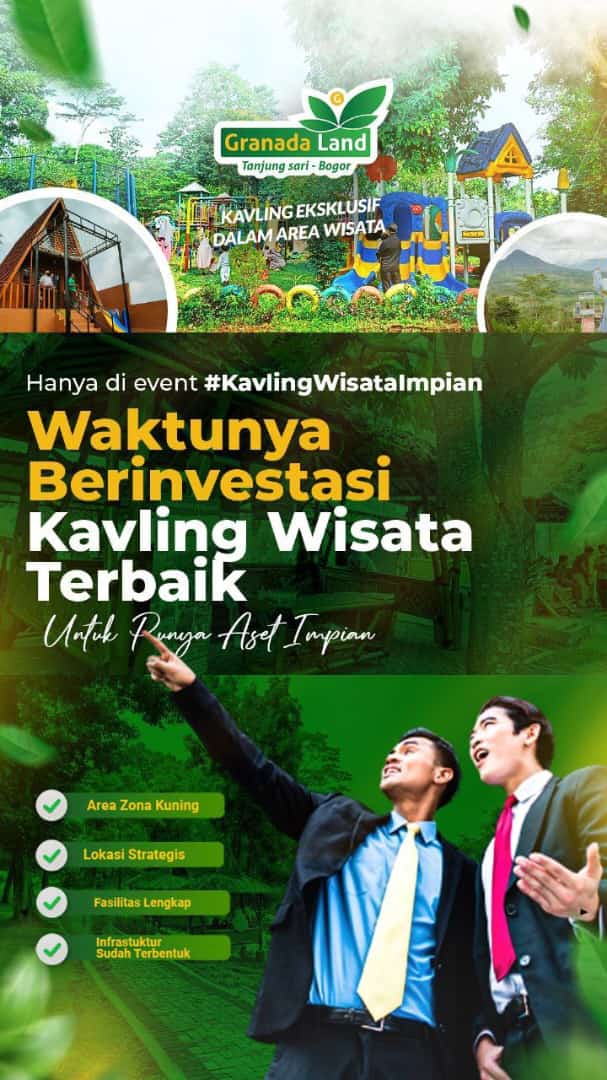 G
Granada Land
Tanjung sari - Bogor
KAVLING EKSKLUSIF
DALAM AREA WISATA
Hanya di event #KavlingWisataImpian
Waktunya
Berinvestasi
Kavling Wisata
Terbaik
Untuk Punya Aset Impian
Area Zona Kuning
Lokasi Strategis
Fasilitas Lengkap
Infrastuktur
Sudah Terbentuk